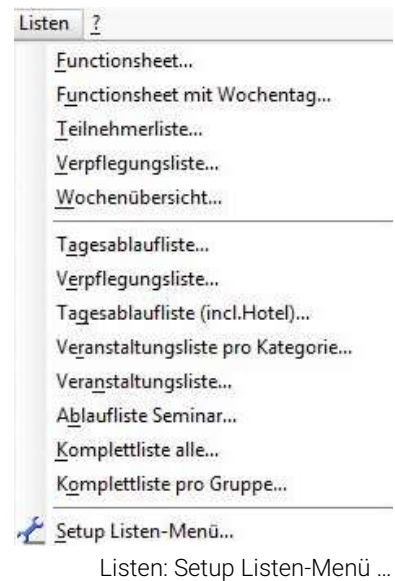 Listen ?
Functionsheet...
Functionsheet mit Wochentag...
Teilnehmerliste...
Verpflegungsliste...
Wochenübersicht...
Tagesablaufliste...
Verpflegungsliste...
Tagesablaufliste (incl.Hotel)...
Veranstaltungsliste pro Kategorie...
Veranstaltungsliste...
Ablaufliste Seminar...
Komplettliste alle...
Komplettliste pro Gruppe...
Setup Listen-Menü...
Listen: Setup Listen-Menü ...